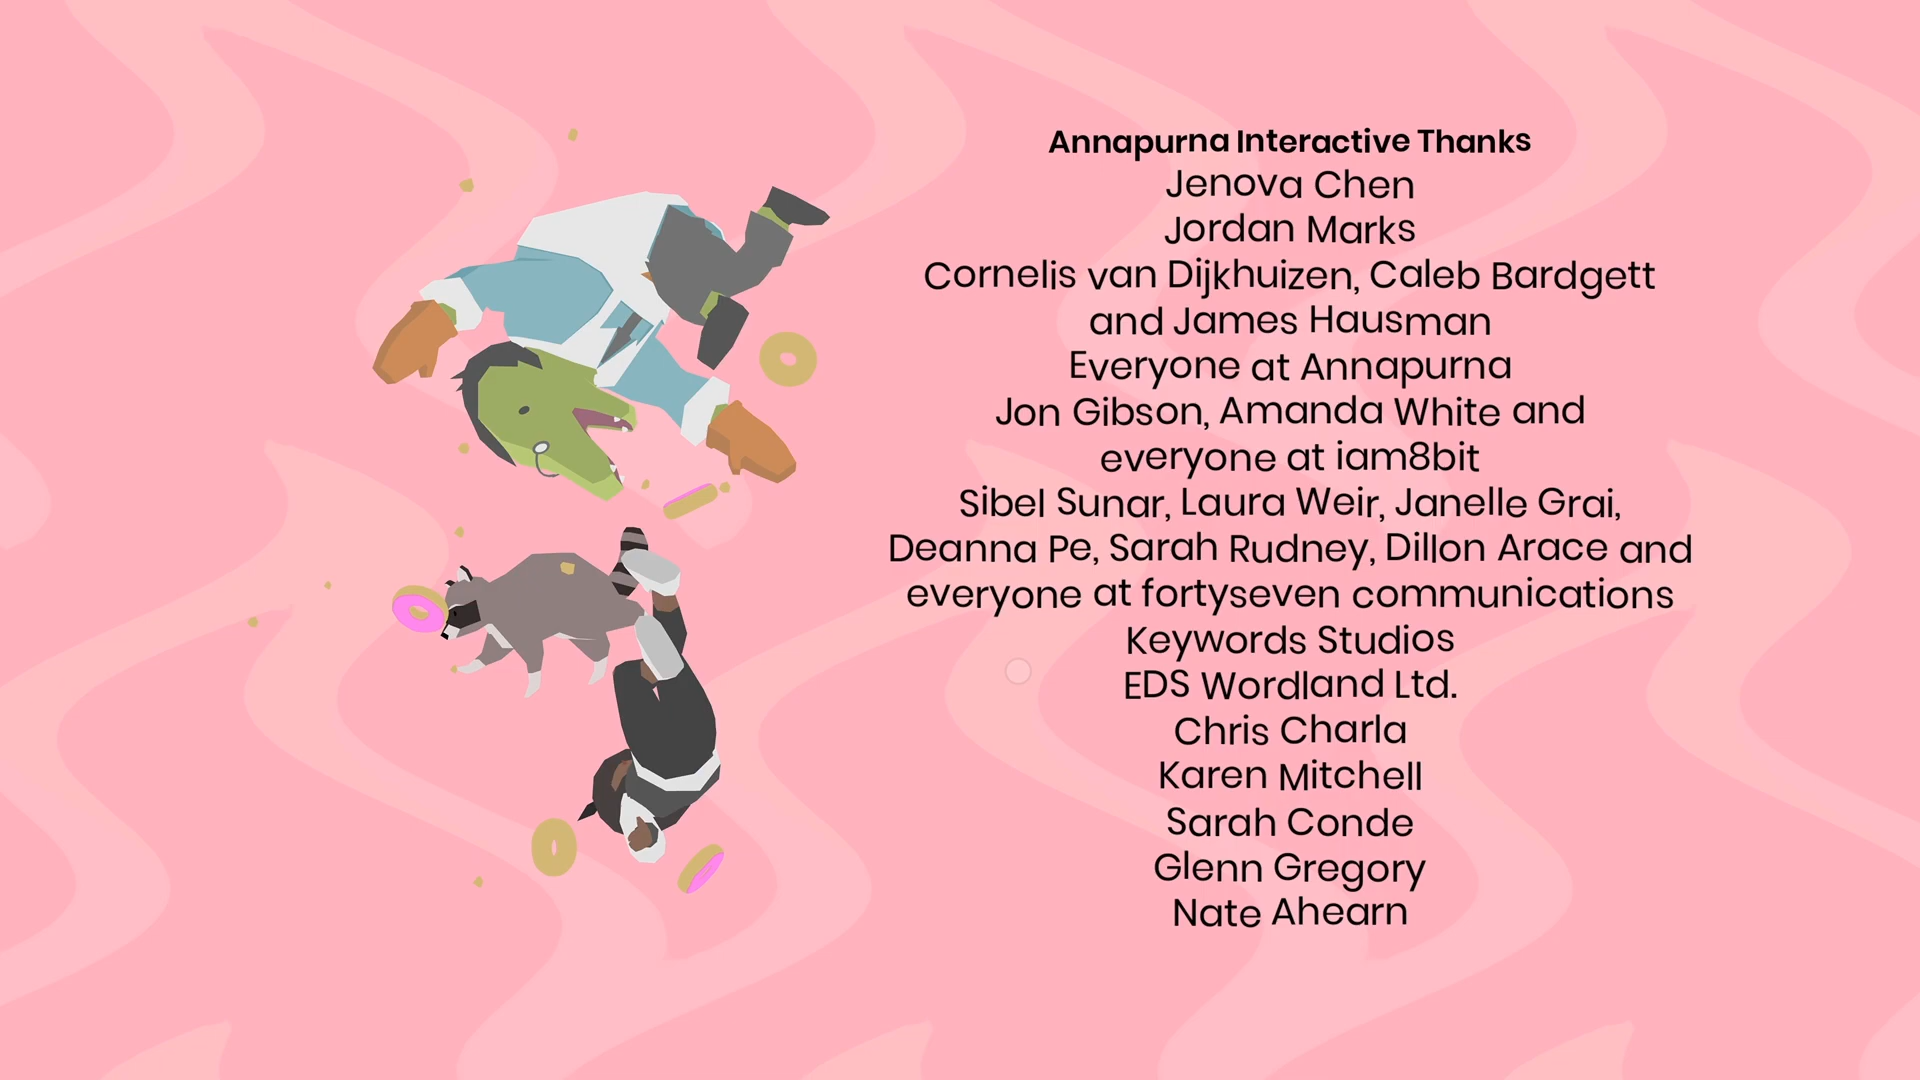 Annapurna Interactive Thanks
Jenova Chen
Jordan Marks
Cornelis van Dijkhuizen, Caleb Bardgett
and James Hausman
Everyone at Annapurna
Jon Gibson, Amanda White and
everyone at iam8bit
Sibel Sunar, Laura Weir, Janelle Grai,
Deanna Pe, Sarah Rudney, Dillon Arace and
everyone at fortyseven communications
Keywords Studios
EDS Wordland Ltd.
Chris Charla
Karen Mitchell
Sarah Conde
Glenn Gregory
Nate Ahearn